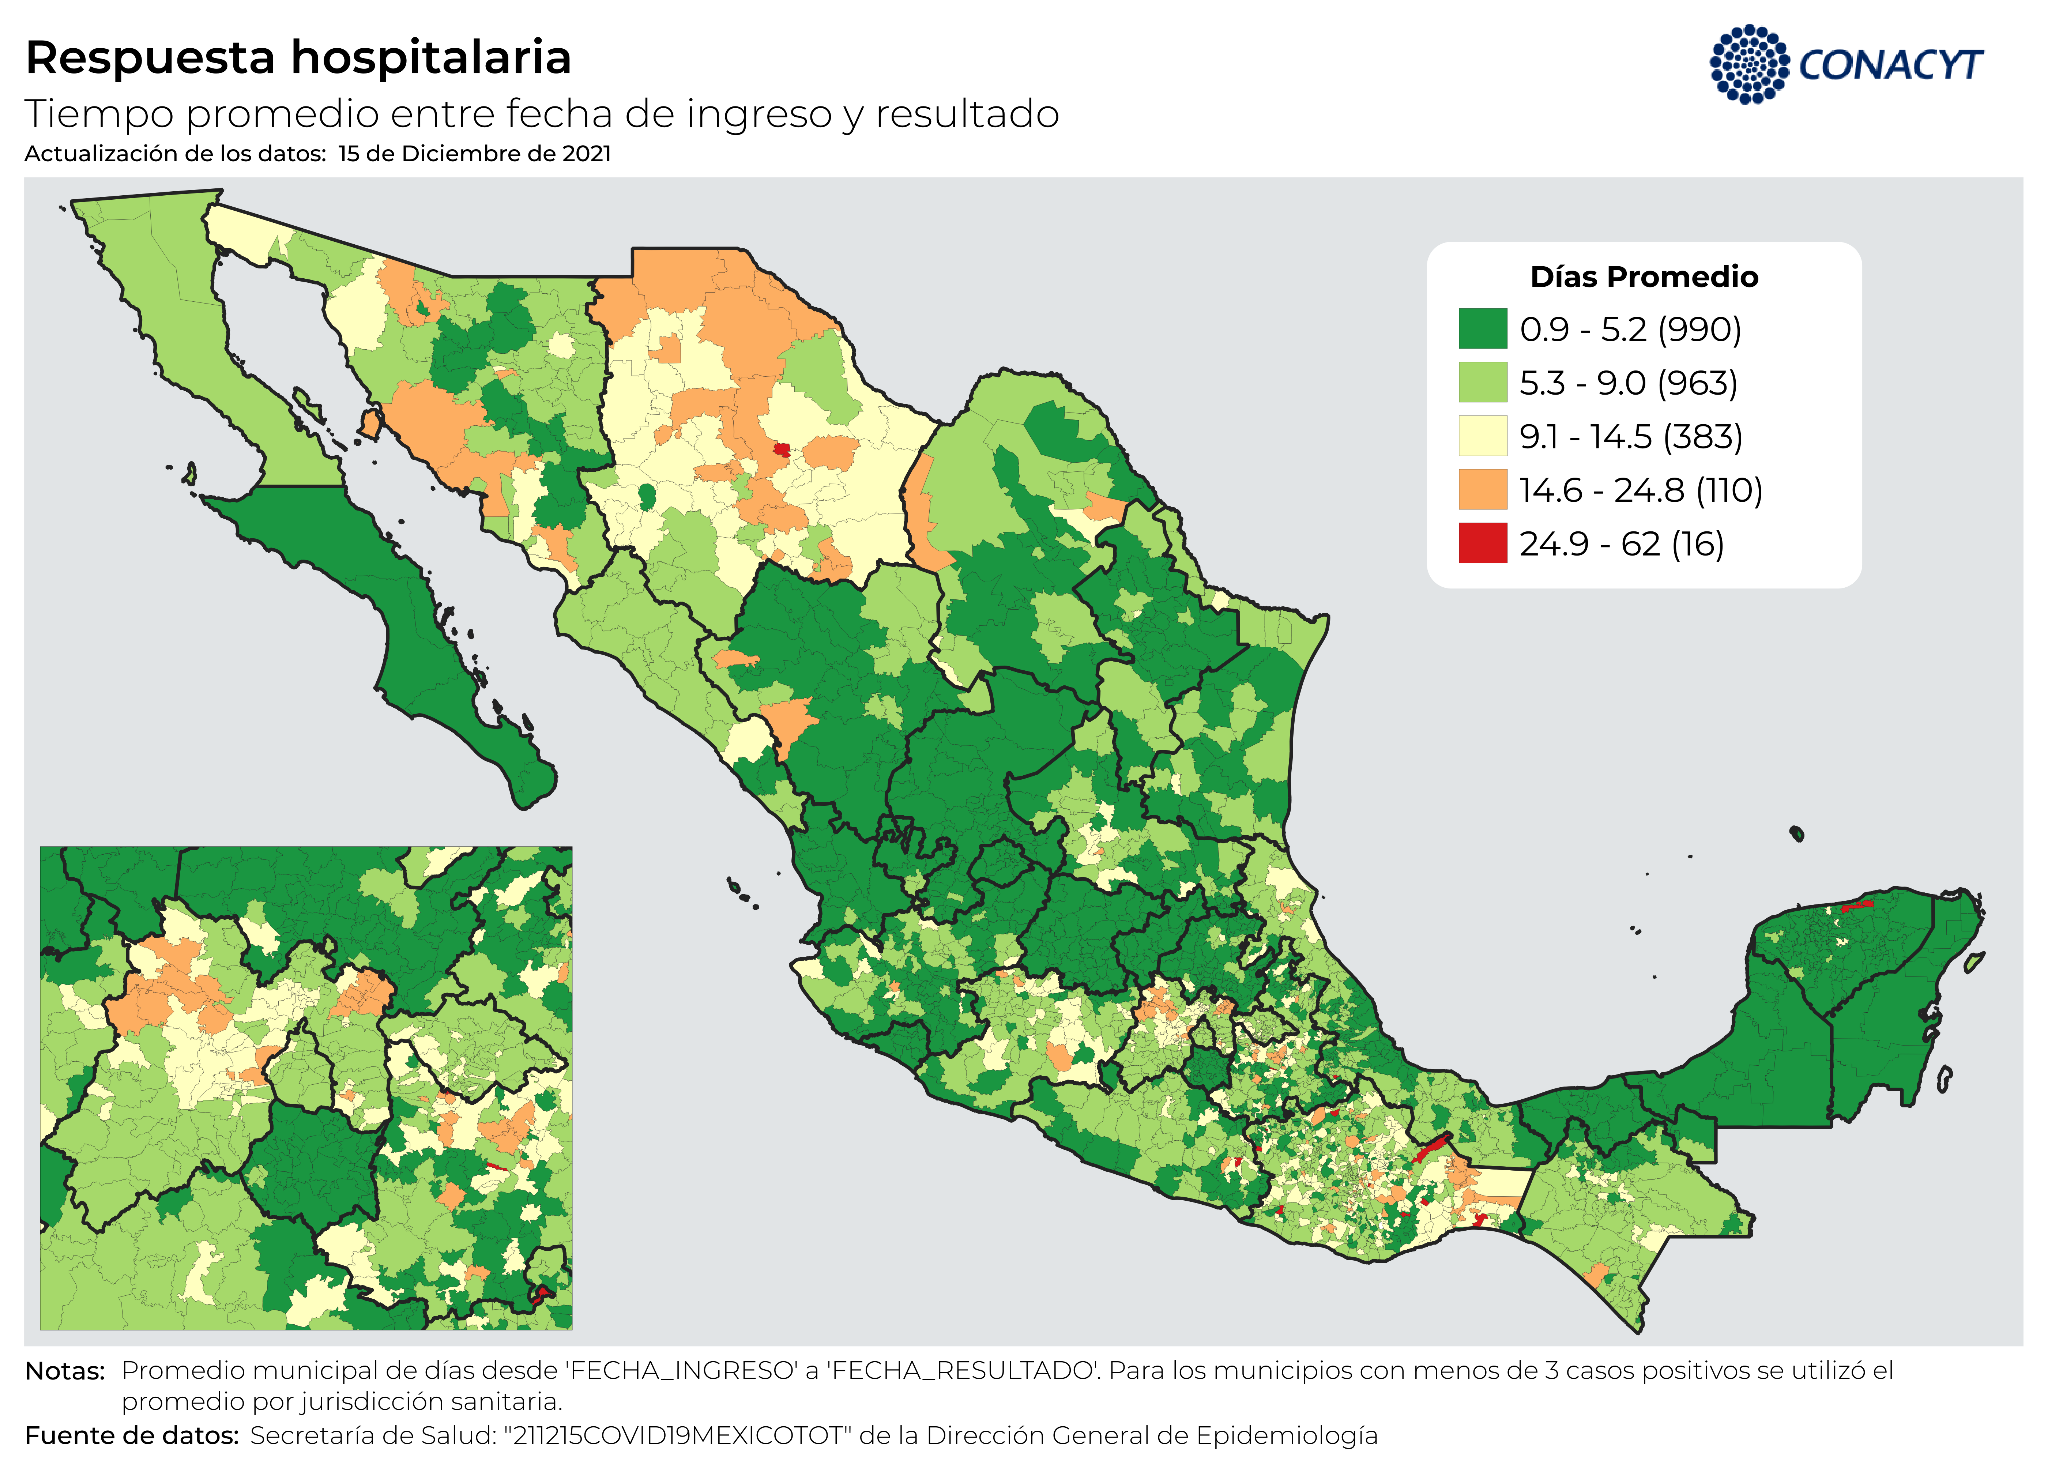 Respuesta hospitalaria
CONACYT
Tiempo promedio entre fecha de ingreso y resultado
Actualización de los datos: 15 de Diciembre de 2021
Días Promedio
0.9 - 5.2 (990)
5.3 - 9.0 (963)
9.1 - 14.5 (383)
14.6 - 24.8 (110)
24.9 - 62 (16)
Notas: Promedio municipal de días desde 'FECHA_INGRESO' a 'FECHA_RESULTADO'. Para los municipios con menos de 3 casos positivos se utilizó el
promedio por jurisdicción sanitaria.
Fuente de datos: Secretaría de Salud: "211215COVID19MEXICOTOT" de la Dirección General de Epidemiología